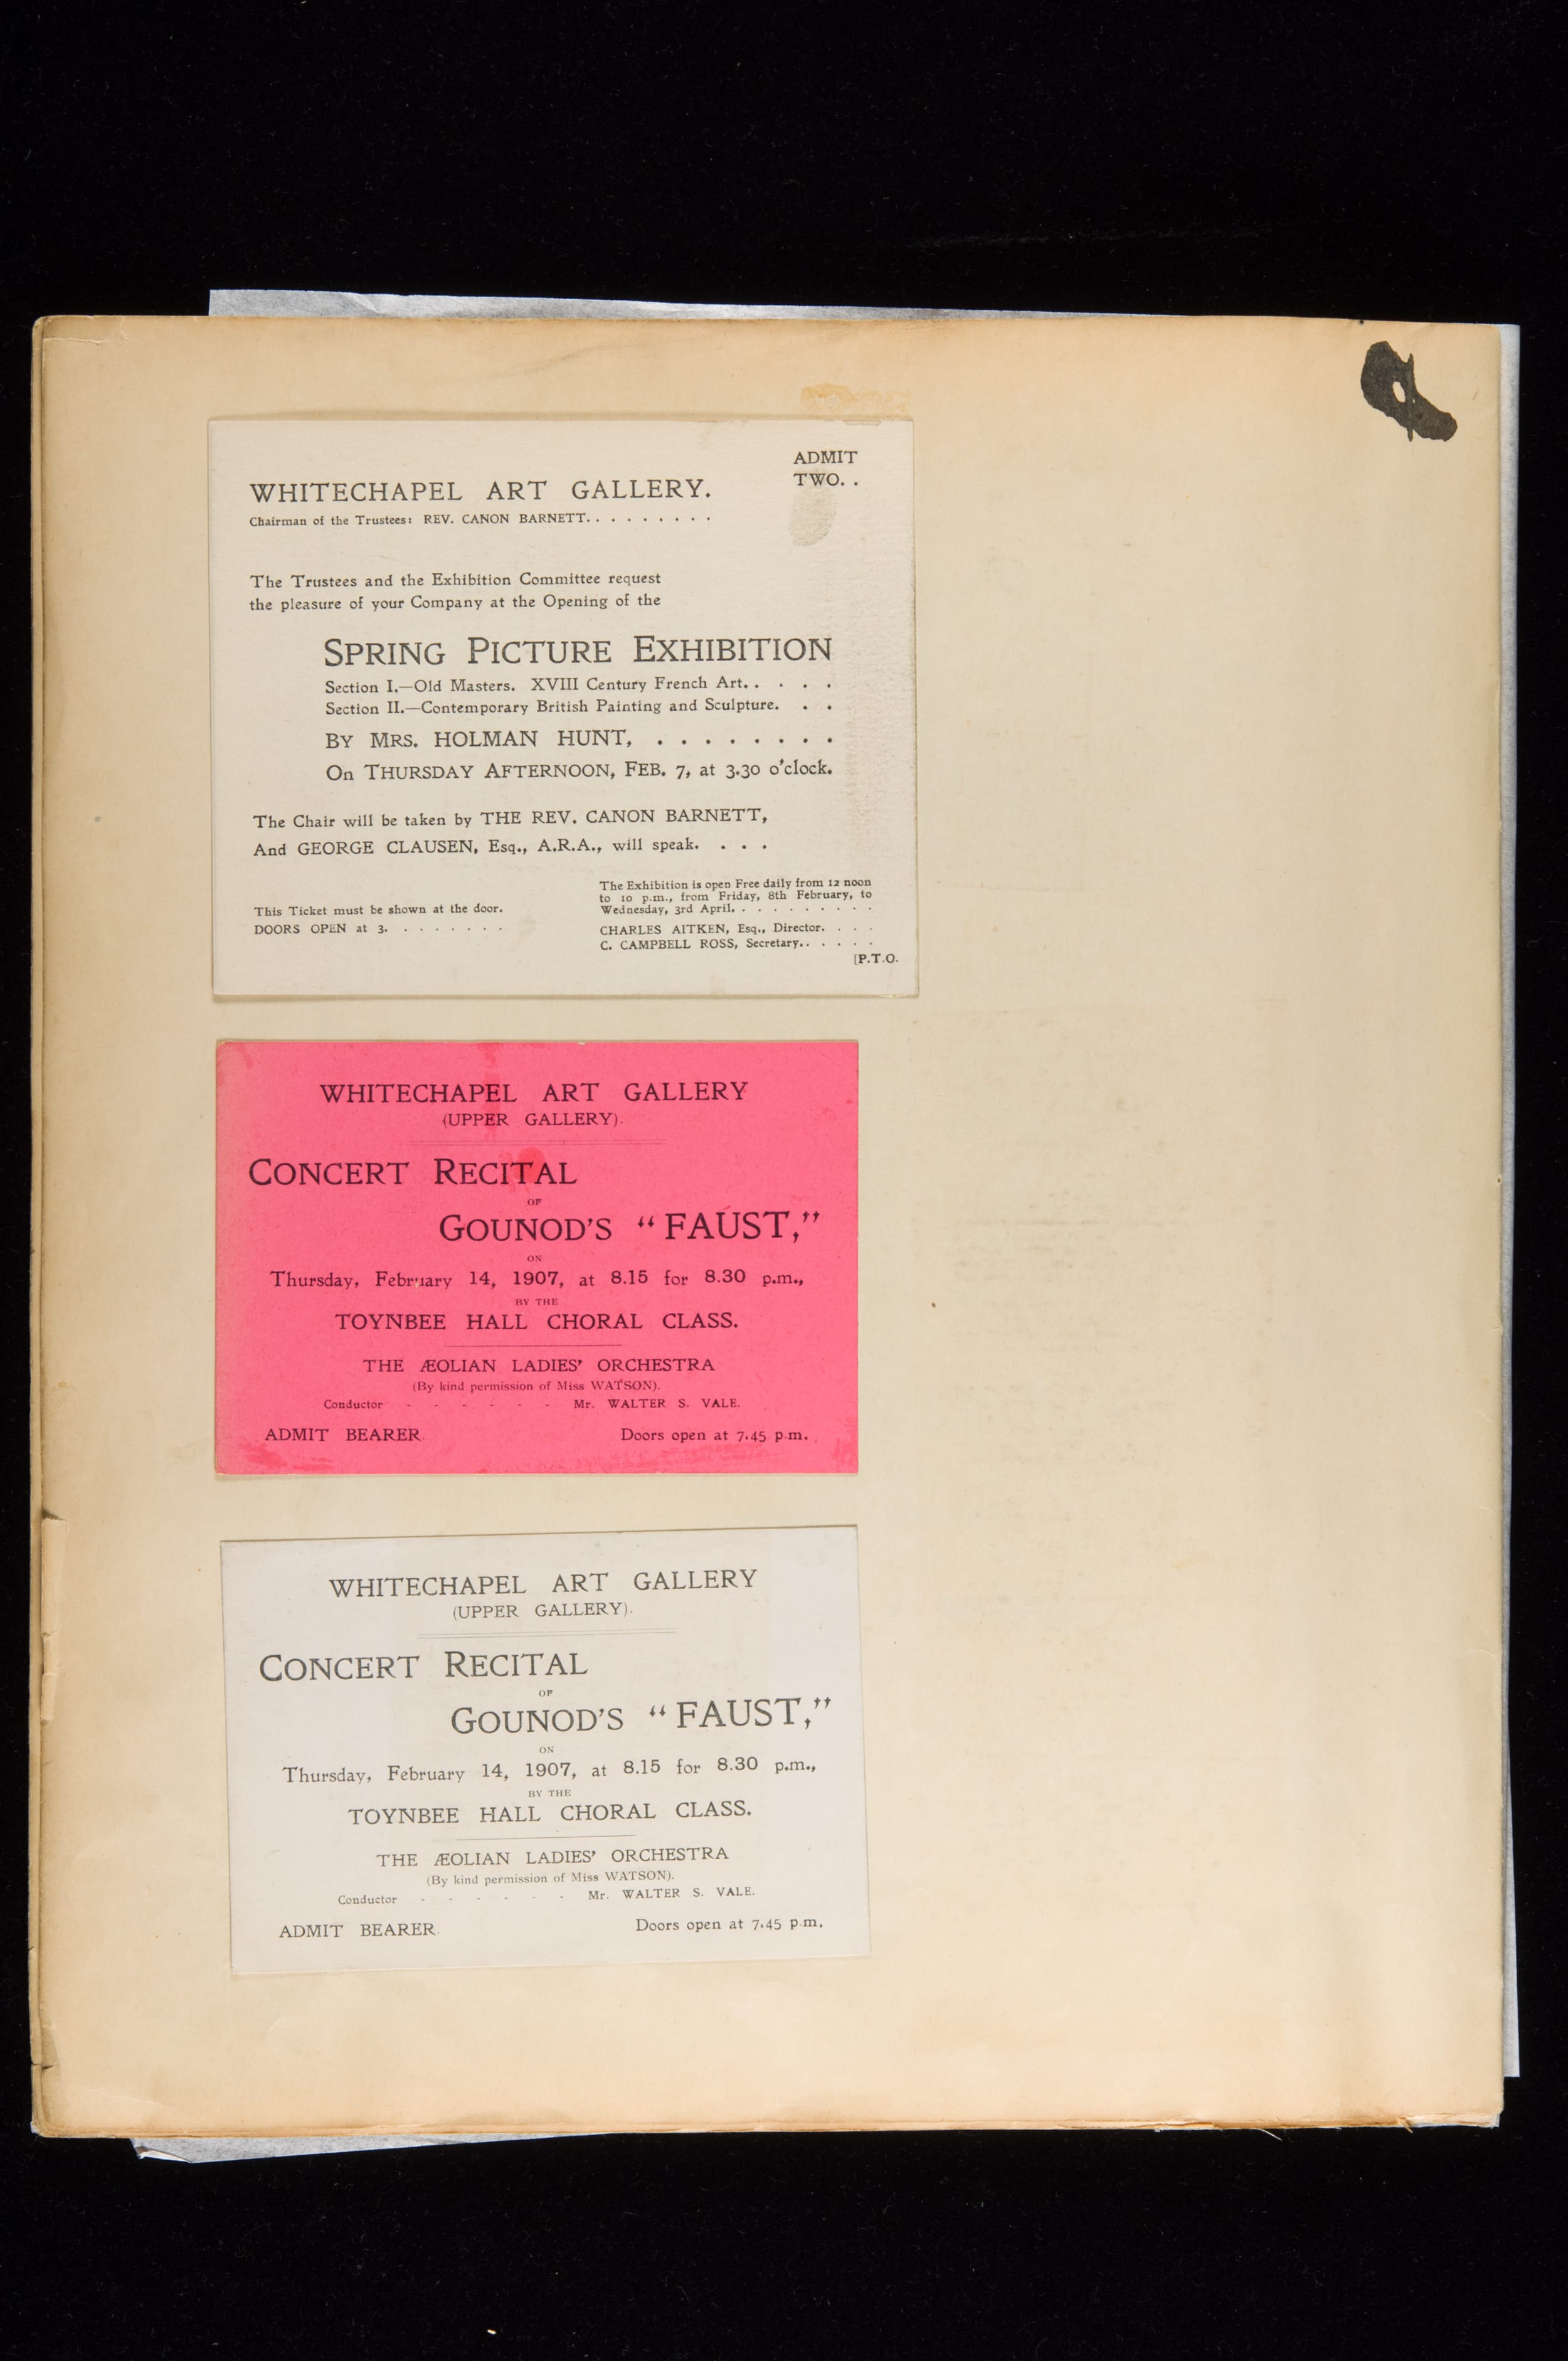 ADMIT
TWO. .
WHITECHAPEL ART GALLERY.
Chairman of the Trustees: REV. CANON BARNETT. . . . . . . . .
The Trustees and the Exhibition Committee request
the pleasure of your Company at the Opening of the
SPRING PICTURE EXHIBITION
Section I.—Old Masters. XVIII Century French Art. . . . .
Section II.—Contemporary British Painting and Sculpture. . .
BY MRS. HOLMAN HUNT, . . . . . . . .
On THURSDAY AFTERNOON, FEB. 7, at 3.30 o'clock.
The Chair will be taken by THE REV. CANON BARNETT,
And GEORGE CLAUSEN, Esq., A.R.A., will speak. . . .
This Ticket must be shown at the door.
DOORS OPEN at 3. . . . . . . .
The Exhibition is open Free daily from 12 noon
to 10 p.m., from Friday, 8th February, to
Wednesday, 3rd April. . . . . . . . . .
CHARLES AITKEN, Esq., Director. . . .
C. CAMPBELL ROSS, Secretary. . . . . .
[P.T.O.
WHITECHAPEL ART GALLERY
(UPPER GALLERY).
CONCERT RECITAL
OF
GOUNOD'S "FAUST,"
ON
Thursday, February 14, 1907, at 8.15 for 8.30 p.m.,
BY THE
TOYNBEE HALL CHORAL CLASS.
THE ÆOLIAN LADIES' ORCHESTRA
(By kind permission of Miss WATSON).
Conductor - - - - - - Mr. WALTER S. VALE.
ADMIT BEARER. Doors open at 7.45 p.m.
WHITECHAPEL ART GALLERY
(UPPER GALLERY).
CONCERT RECITAL
OF
GOUNOD'S "FAUST,"
ON
Thursday, February 14, 1907, at 8.15 for 8.30 p.m.,
BY THE
TOYNBEE HALL CHORAL CLASS.
THE ÆOLIAN LADIES' ORCHESTRA
(By kind permission of Miss WATSON).
Conductor - - - - - - Mr. WALTER S. VALE.
ADMIT BEARER. Doors open at 7.45 p.m.